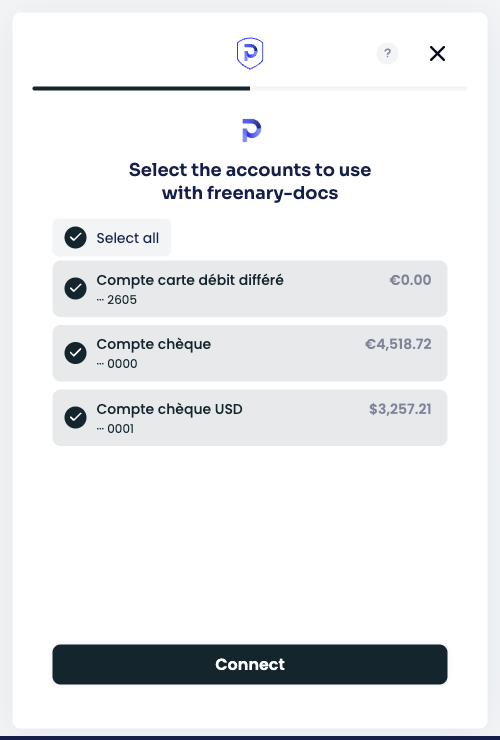 ?
Select the accounts to use
with freenary-docs
Select all
Compte carte débit différé €0.00
··· 2605
Compte chèque €4,518.72
··· 0000
Compte chèque USD $3,257.21
··· 0001
Connect